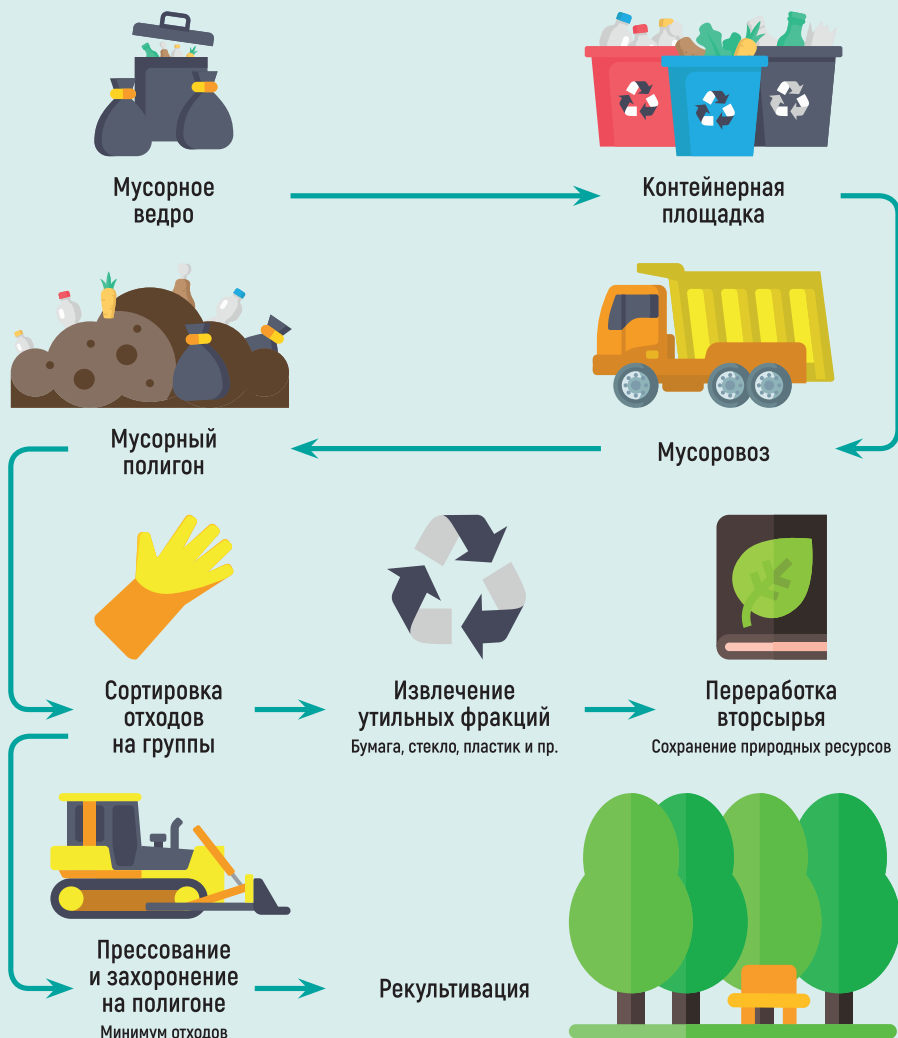 Мусорное
ведро
Контейнерная
площадка
Мусорный
полигон
Мусоровоз
Сортировка
отходов
на группы
Извлечение
утильных фракций
Бумага, стекло, пластик и пр.
Переработка
вторсырья
Сохранение природных ресурсов
Прессование
и захоронение
на полигоне
Минимум отходов
Рекультивация